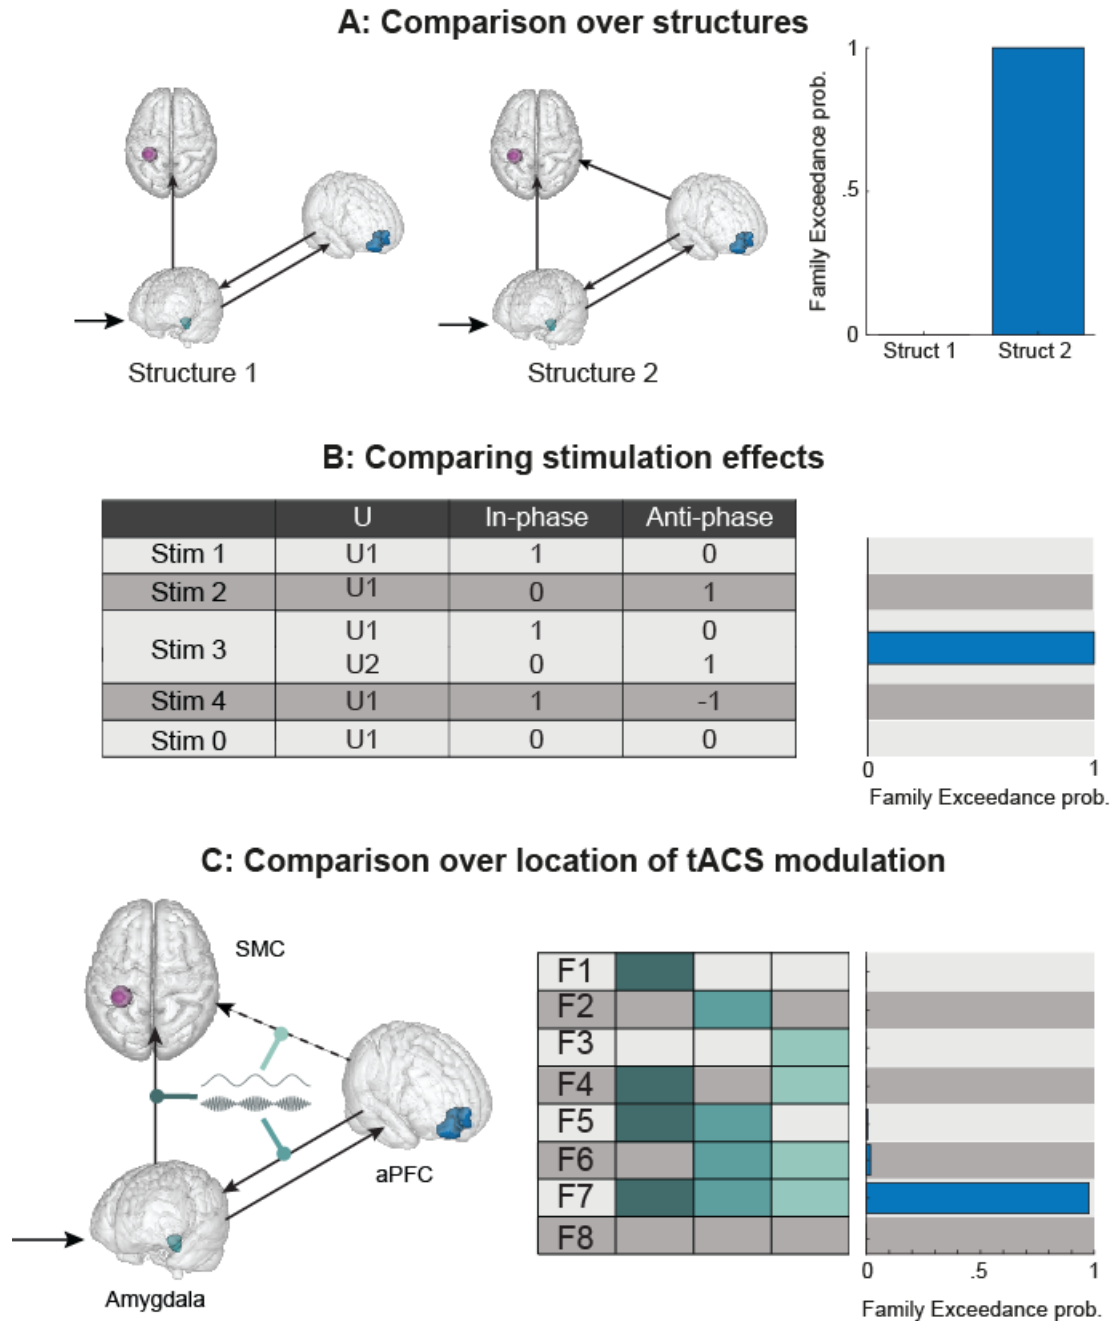 A: Comparison over structures
Family Exceedance prob.
1
.5
0
Struct 1 Struct 2
Structure 1 Structure 2
B: Comparing stimulation effects
U In-phase Anti-phase
Stim 1 U1 1 0
Stim 2 U1 0 1
Stim 3 U1 1 0
U2 0 1
Stim 4 U1 1 -1
Stim 0 U1 0 0
0 1
Family Exceedance prob.
C: Comparison over location of tACS modulation
SMC
aPFC
Amygdala
F1
F2
F3
F4
F5
F6
F7
F8
0 .5 1
Family Exceedance prob.